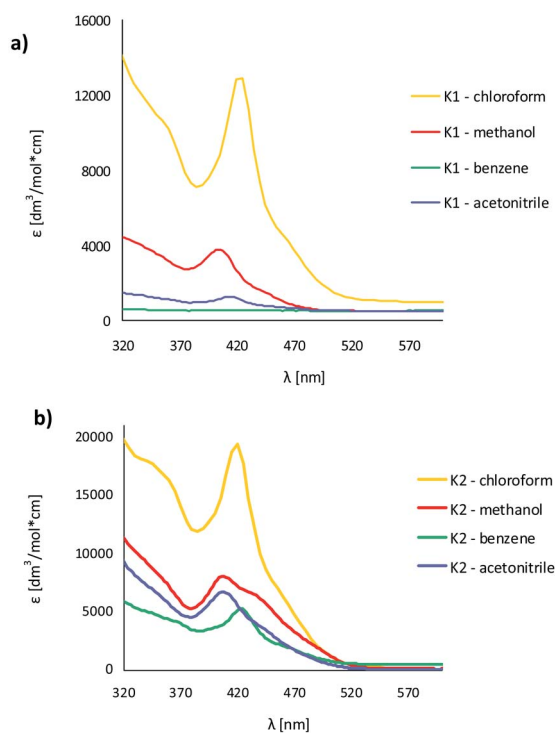 a)
16000
12000
8000
4000
0
ε [dm³/mol*cm]
320 370 420 470 520 570
λ [nm]
K1 - chloroform
K1 - methanol
K1 - benzene
K1 - acetonitrile
b)
20000
15000
10000
5000
0
ε [dm³/mol*cm]
320 370 420 470 520 570
λ [nm]
K2 - chloroform
K2 - methanol
K2 - benzene
K2 - acetonitrile